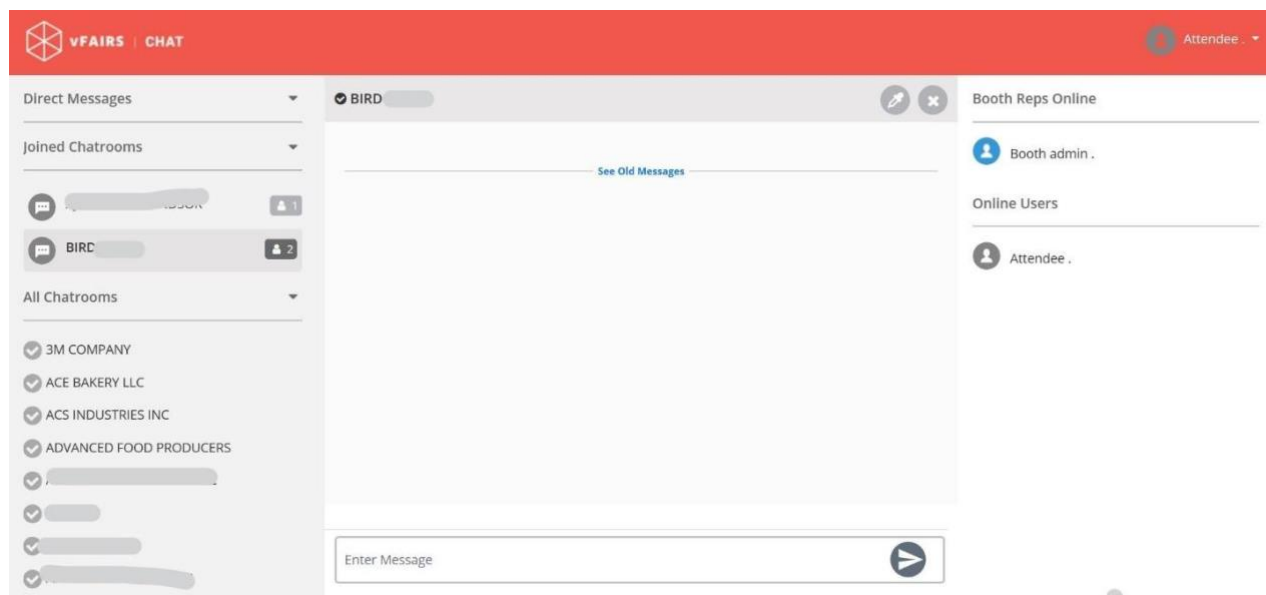 vFAIRS | CHAT
Attendee .
Direct Messages
Joined Chatrooms
1
BIRD
2
All Chatrooms
3M COMPANY
ACE BAKERY LLC
ACS INDUSTRIES INC
ADVANCED FOOD PRODUCERS
BIRD
See Old Messages
Enter Message
Booth Reps Online
Booth admin .
Online Users
Attendee .